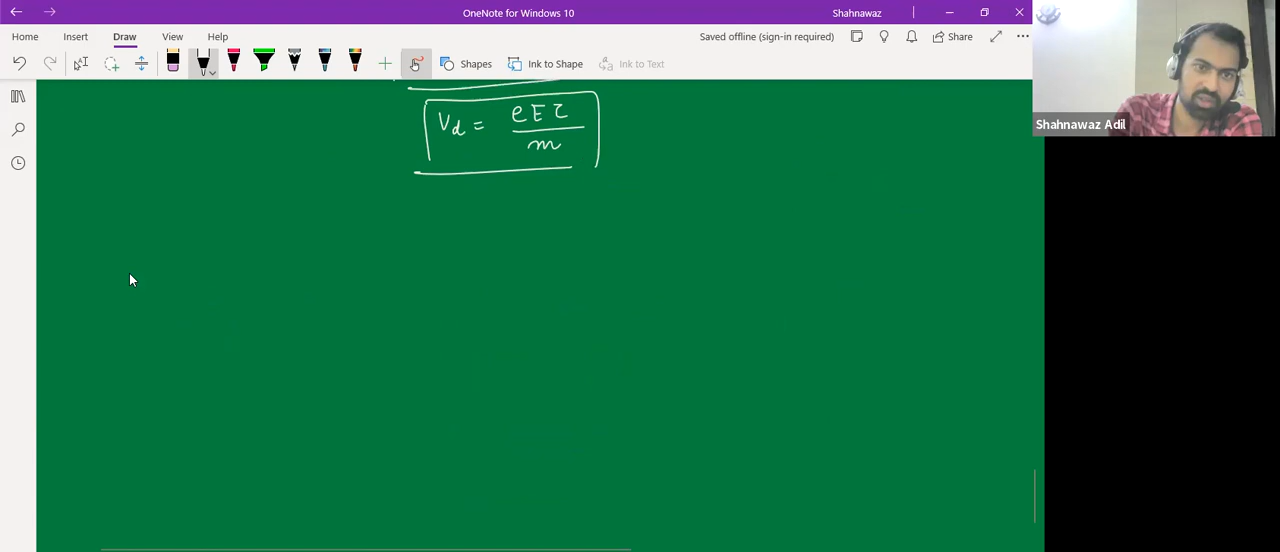 OneNote for Windows 10
Shahnawaz
Home Insert Draw View Help
Saved offline (sign-in required)
Share
Shapes
Ink to Shape
Ink to Text
Vd = eEτ
m
Shahnawaz Adil